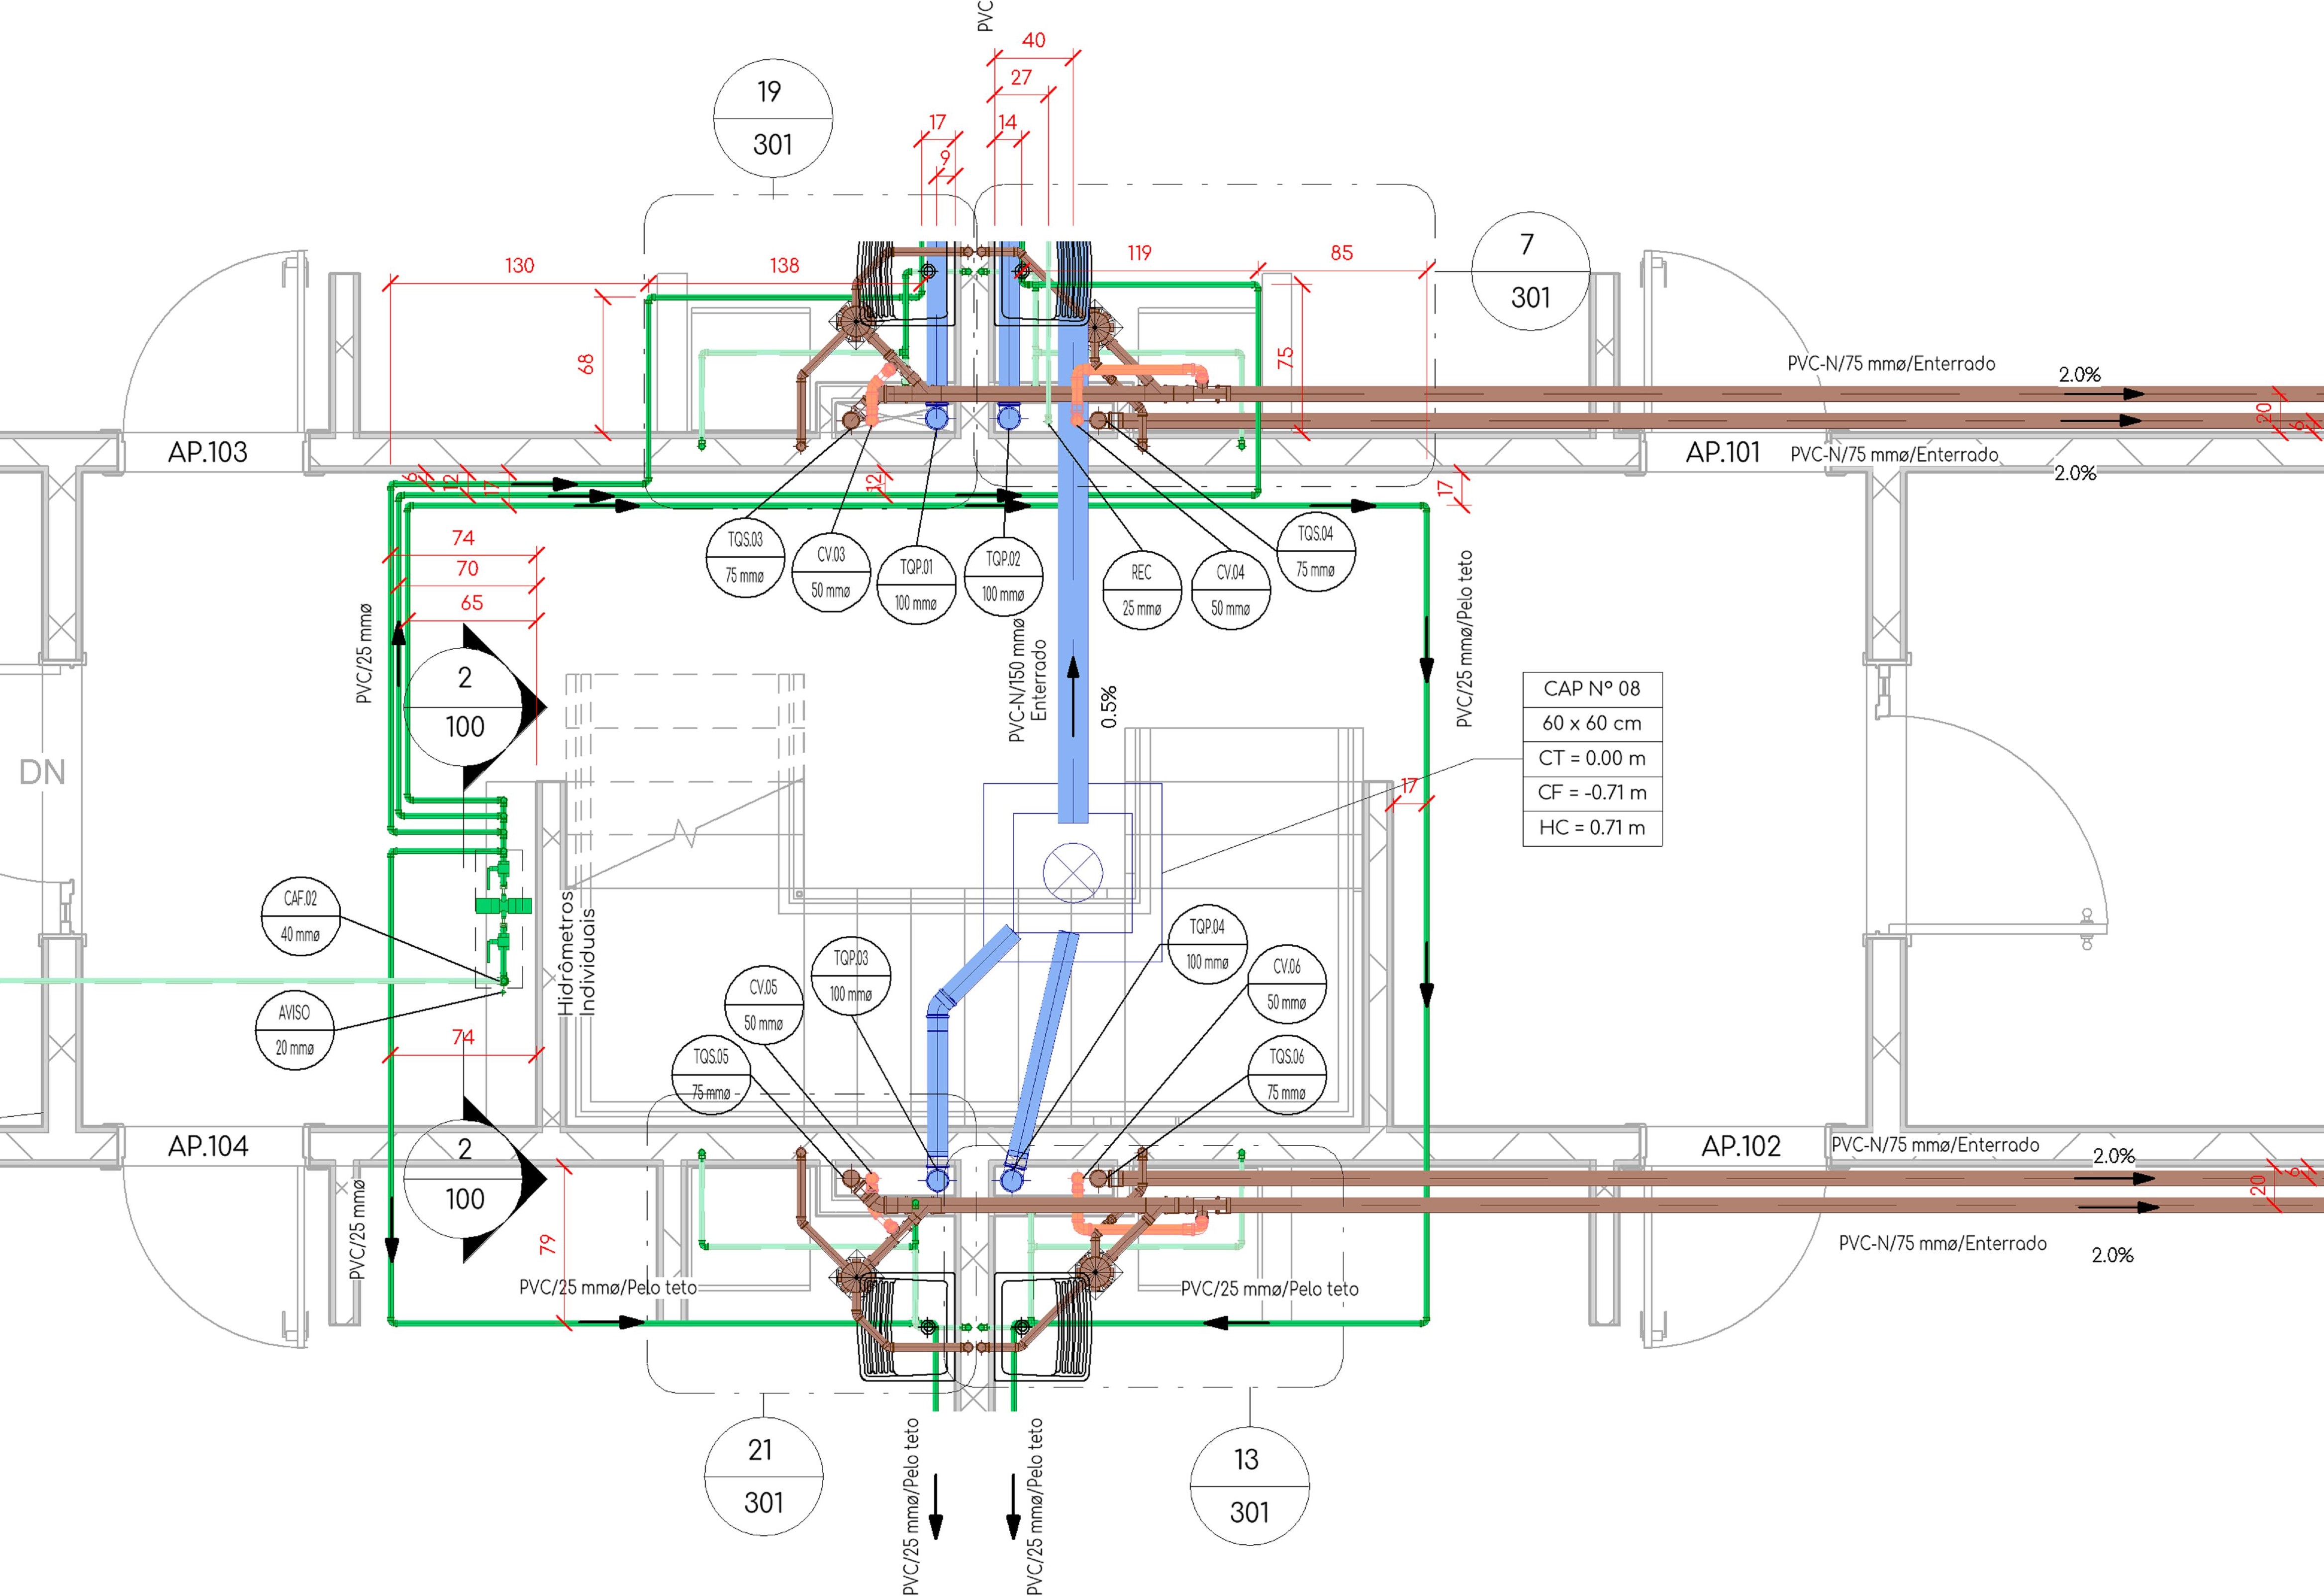 PVC
40
27
17
14
9
19
301
7
301
130
138
119
85
68
75
PVC-N/75 mmø/Enterrado
2.0%
20
6
AP.103
AP.101
PVC-N/75 mmø/Enterrado
2.0%
6
12
17
12
17
74
70
65
TQS.03
75 mmø
CV.03
50 mmø
TQP.01
100 mmø
TQP.02
100 mmø
REC
25 mmø
CV.04
50 mmø
TQS.04
75 mmø
PVC/25 mmø
2
100
PVC-N/150 mmø
Enterrado
0.5%
PVC/25 mmø/Pelo teto
CAP Nº 08
60 x 60 cm
CT = 0.00 m
CF = -0.71 m
HC = 0.71 m
17
DN
CAF.02
40 mmø
AVISO
20 mmø
Hidrômetros
Individuais
74
TQP.03
100 mmø
TQP.04
100 mmø
CV.05
50 mmø
CV.06
50 mmø
TQS.05
75 mmø
TQS.06
75 mmø
AP.104
AP.102
PVC-N/75 mmø/Enterrado
2.0%
6
20
2
100
PVC/25 mmø
79
PVC/25 mmø/Pelo teto
PVC/25 mmø/Pelo teto
PVC-N/75 mmø/Enterrado
2.0%
21
301
13
301
PVC/25 mmø/Pelo teto
PVC/25 mmø/Pelo teto